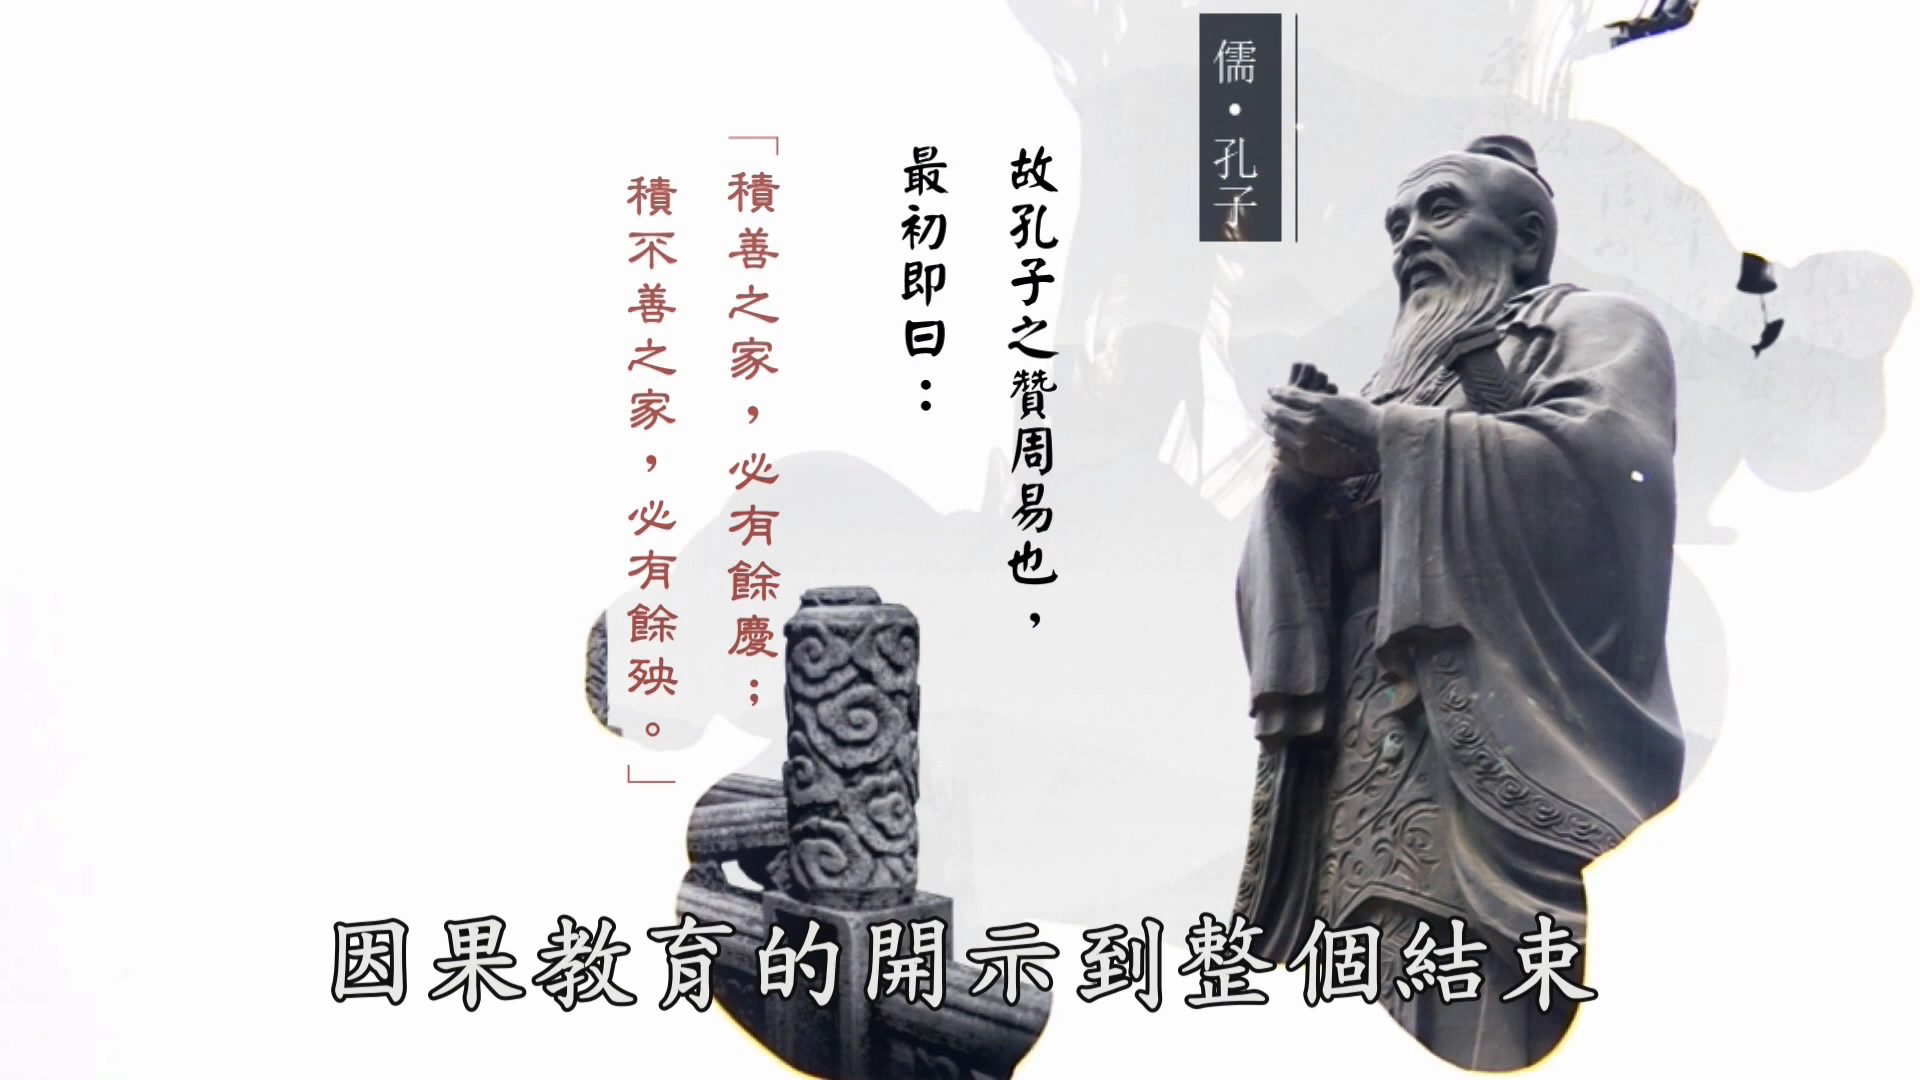 儒・孔子
故孔子之贊周易也，
最初即曰：
「積善之家，必有餘慶；
積不善之家，必有餘殃。」
因果教育的開示到整個結束